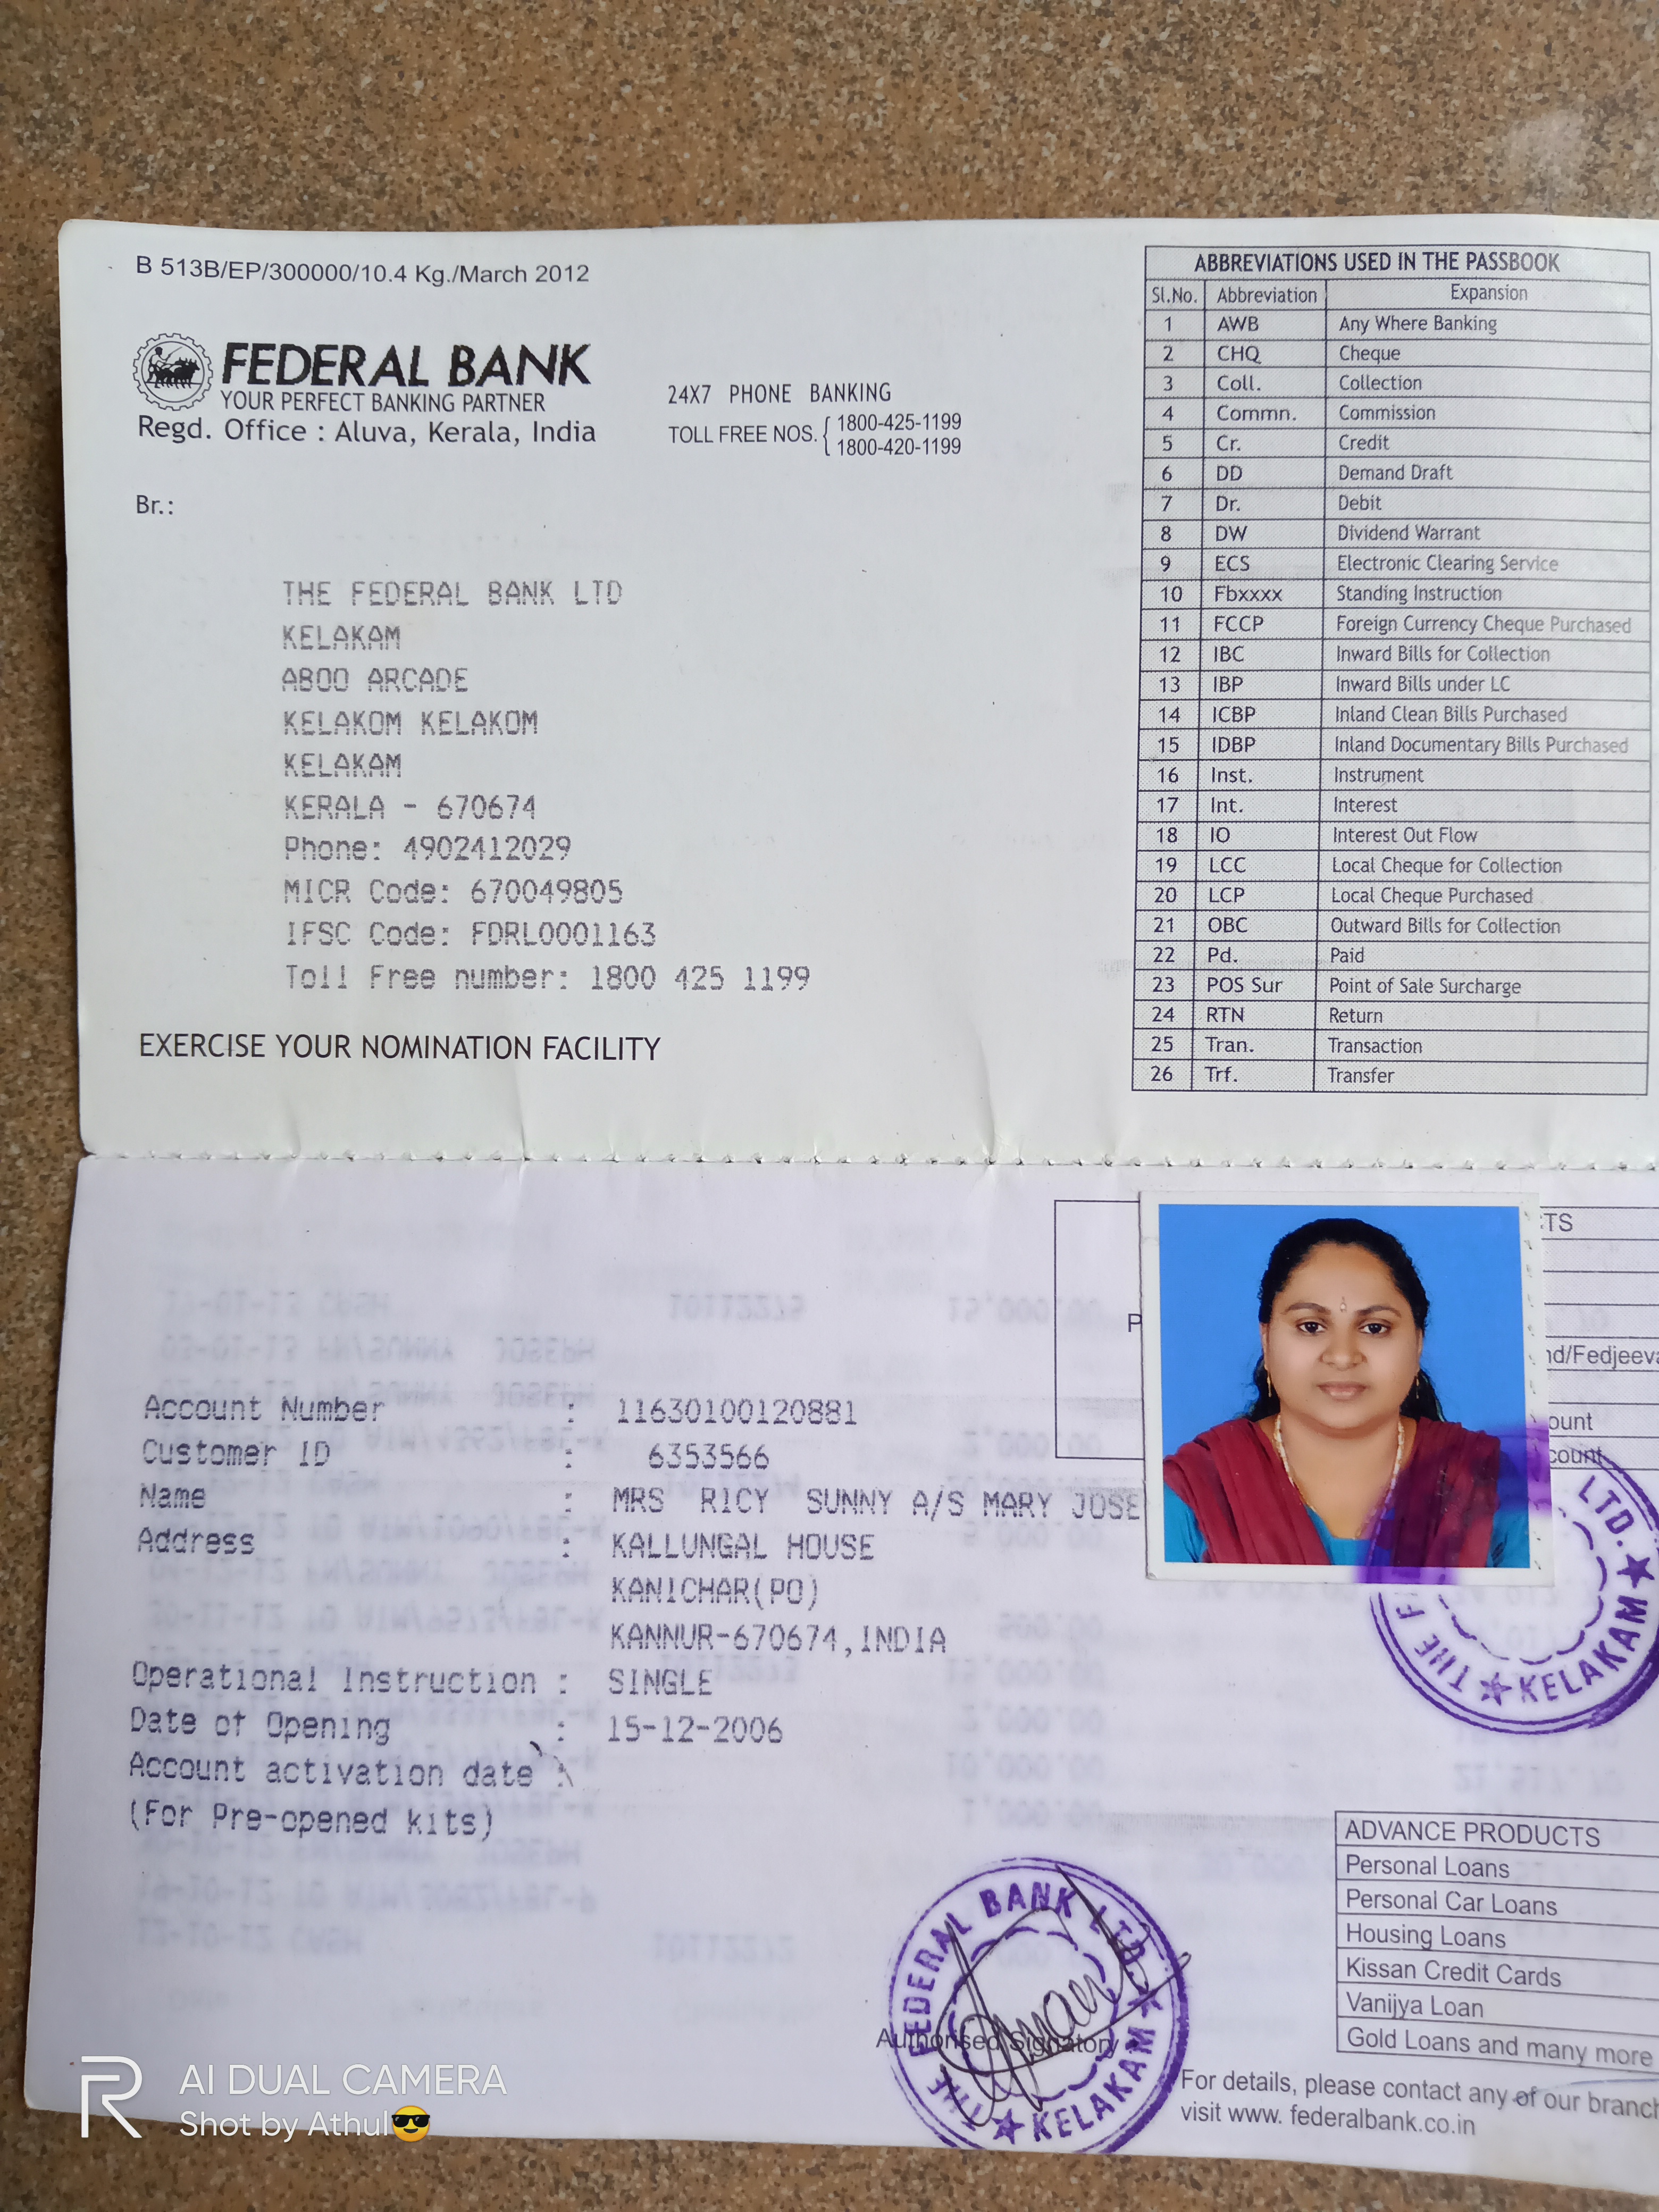 B 513B/EP/300000/10.4 Kg./March 2012
FEDERAL BANK
YOUR PERFECT BANKING PARTNER
Regd. Office : Aluva, Kerala, India
24X7 PHONE BANKING
TOLL FREE NOS. { 1800-425-1199
1800-420-1199
Br.:
THE FEDERAL BANK LTD
KELAKAM
ABOO ARCADE
KELAKOM KELAKOM
KELAKAM
KERALA - 670674
Phone: 4902412029
MICR Code: 670049805
IFSC Code: FDRL0001163
Toll Free number: 1800 425 1199
EXERCISE YOUR NOMINATION FACILITY
ABBREVIATIONS USED IN THE PASSBOOK
Sl.No. Abbreviation Expansion
1 AWB Any Where Banking
2 CHQ Cheque
3 Coll. Collection
4 Commn. Commission
5 Cr. Credit
6 DD Demand Draft
7 Dr. Debit
8 DW Dividend Warrant
9 ECS Electronic Clearing Service
10 Fbxxxx Standing Instruction
11 FCCP Foreign Currency Cheque Purchased
12 IBC Inward Bills for Collection
13 IBP Inward Bills under LC
14 ICBP Inland Clean Bills Purchased
15 IDBP Inland Documentary Bills Purchased
16 Inst. Instrument
17 Int. Interest
18 IO Interest Out Flow
19 LCC Local Cheque for Collection
20 LCP Local Cheque Purchased
21 OBC Outward Bills for Collection
22 Pd. Paid
23 POS Sur Point of Sale Surcharge
24 RTN Return
25 Tran. Transaction
26 Trf. Transfer
Account Number : 11630100120881
Customer ID : 6353566
Name : MRS RICY SUNNY A/S MARY JOSE
Address : KALLUNGAL HOUSE
KANICHAR(PO)
KANNUR-670674,INDIA
Operational Instruction : SINGLE
Date of Opening : 15-12-2006
Account activation date :
(For Pre-opened kits)
P
TS
nd/Fedjeeva
ount
count
THE F LTD. ★ KELAKAM ★
THE FEDERAL BANK LTD. ★ KELAKAM ★
Authorised Signatory
ADVANCE PRODUCTS
Personal Loans
Personal Car Loans
Housing Loans
Kissan Credit Cards
Vanijya Loan
Gold Loans and many more
For details, please contact any of our branch
visit www. federalbank.co.in
AI DUAL CAMERA
Shot by Athul😎